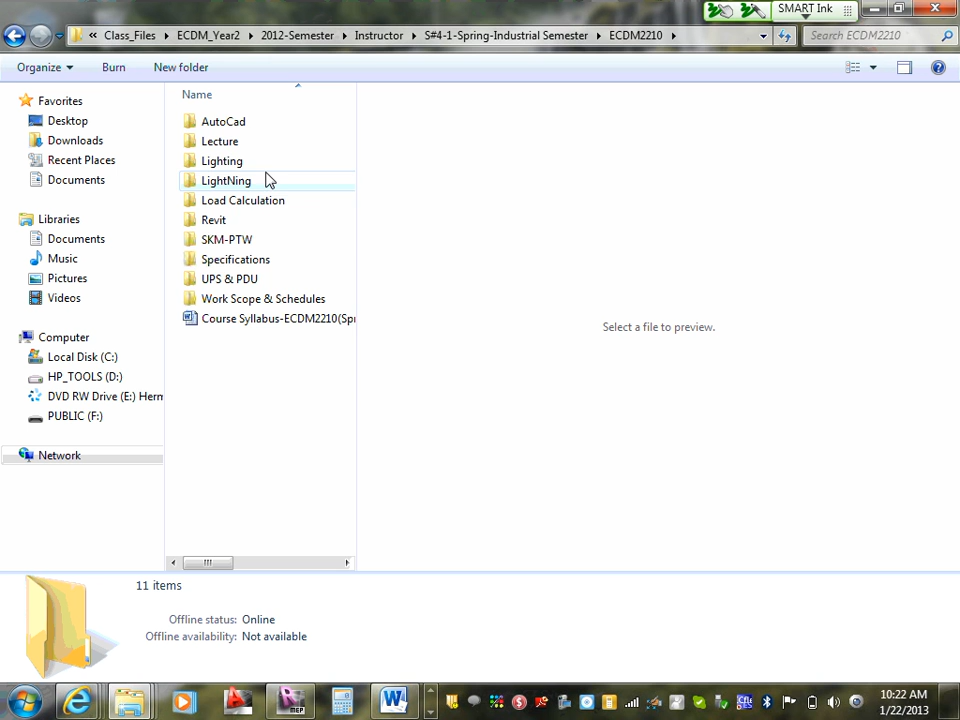 SMART Ink
« Class_Files ▸ ECDM_Year2 ▸ 2012-Semester ▸ Instructor ▸ S#4-1-Spring-Industrial Semester ▸ ECDM2210 ▸
Search ECDM2210
Organize Burn New folder
Name
Favorites
Desktop
Downloads
Recent Places
Documents
Libraries
Documents
Music
Pictures
Videos
Computer
Local Disk (C:)
HP_TOOLS (D:)
DVD RW Drive (E:) Herm
PUBLIC (F:)
Network
AutoCad
Lecture
Lighting
LightNing
Load Calculation
Revit
SKM-PTW
Specifications
UPS & PDU
Work Scope & Schedules
Course Syllabus-ECDM2210(Spr
Select a file to preview.
11 items
Offline status: Online
Offline availability: Not available
MEP
10:22 AM
1/22/2013